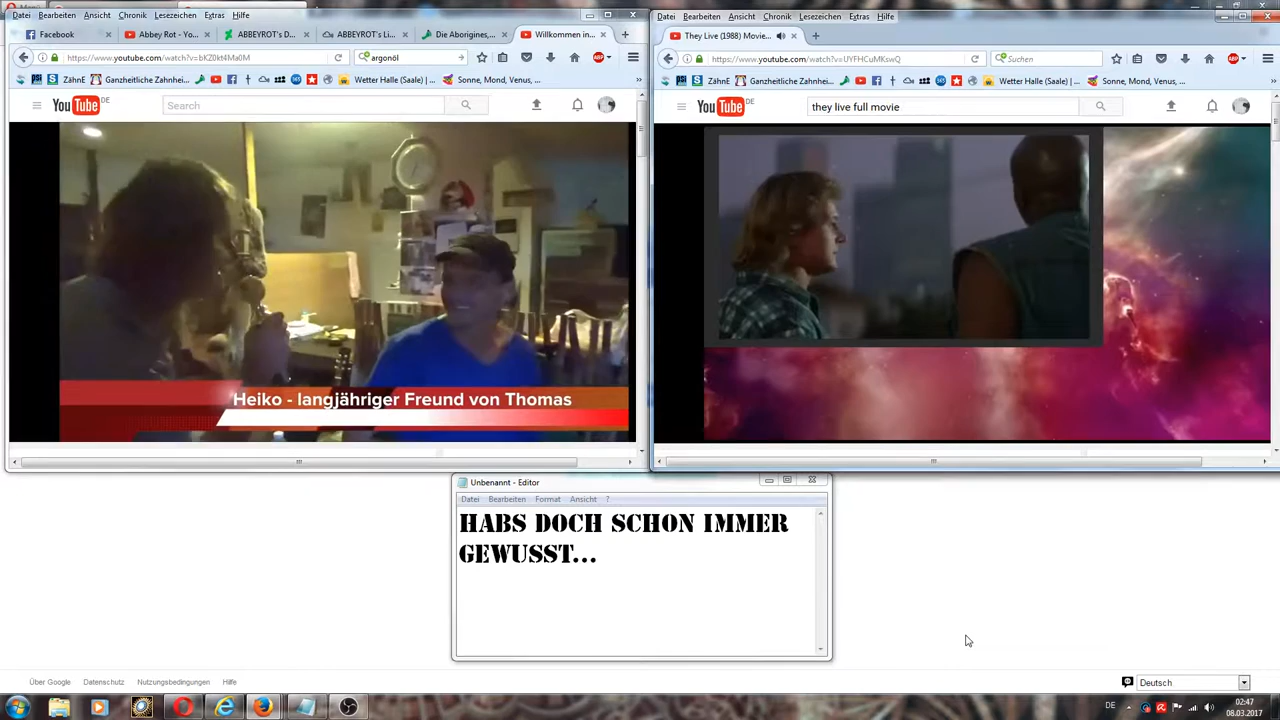 Menü
Datei Bearbeiten Ansicht Chronik Lesezeichen Extras Hilfe
Facebook
Abbey Rot - Yo...
ABBEYROT's D...
ABBEYROT's Li...
Die Aborigines,...
Willkommen in...
https://www.youtube.com/watch?v=bKZ0kt4Ma0M
argonöl
ABP
ZähnE Ganzheitliche Zahnhei... Wetter Halle (Saale) | ... Sonne, Mond, Venus, ...
YouTube DE
Search
Heiko - langjähriger Freund von Thomas
Datei Bearbeiten Ansicht Chronik Lesezeichen Extras Hilfe
They Live (1988) Movie...
https://www.youtube.com/watch?v=UYFHCuMKswQ
Suchen
ABP
ZähnE Ganzheitliche Zahnhei... Wetter Halle (Saale) | ... Sonne, Mond, Venus, ...
YouTube DE
they live full movie
Unbenannt - Editor
Datei Bearbeiten Format Ansicht ?
HABS DOCH SCHON IMMER
GEWUSST...
Über Google Datenschutz Nutzungsbedingungen Hilfe
Deutsch
DE
02:47
08.03.2017